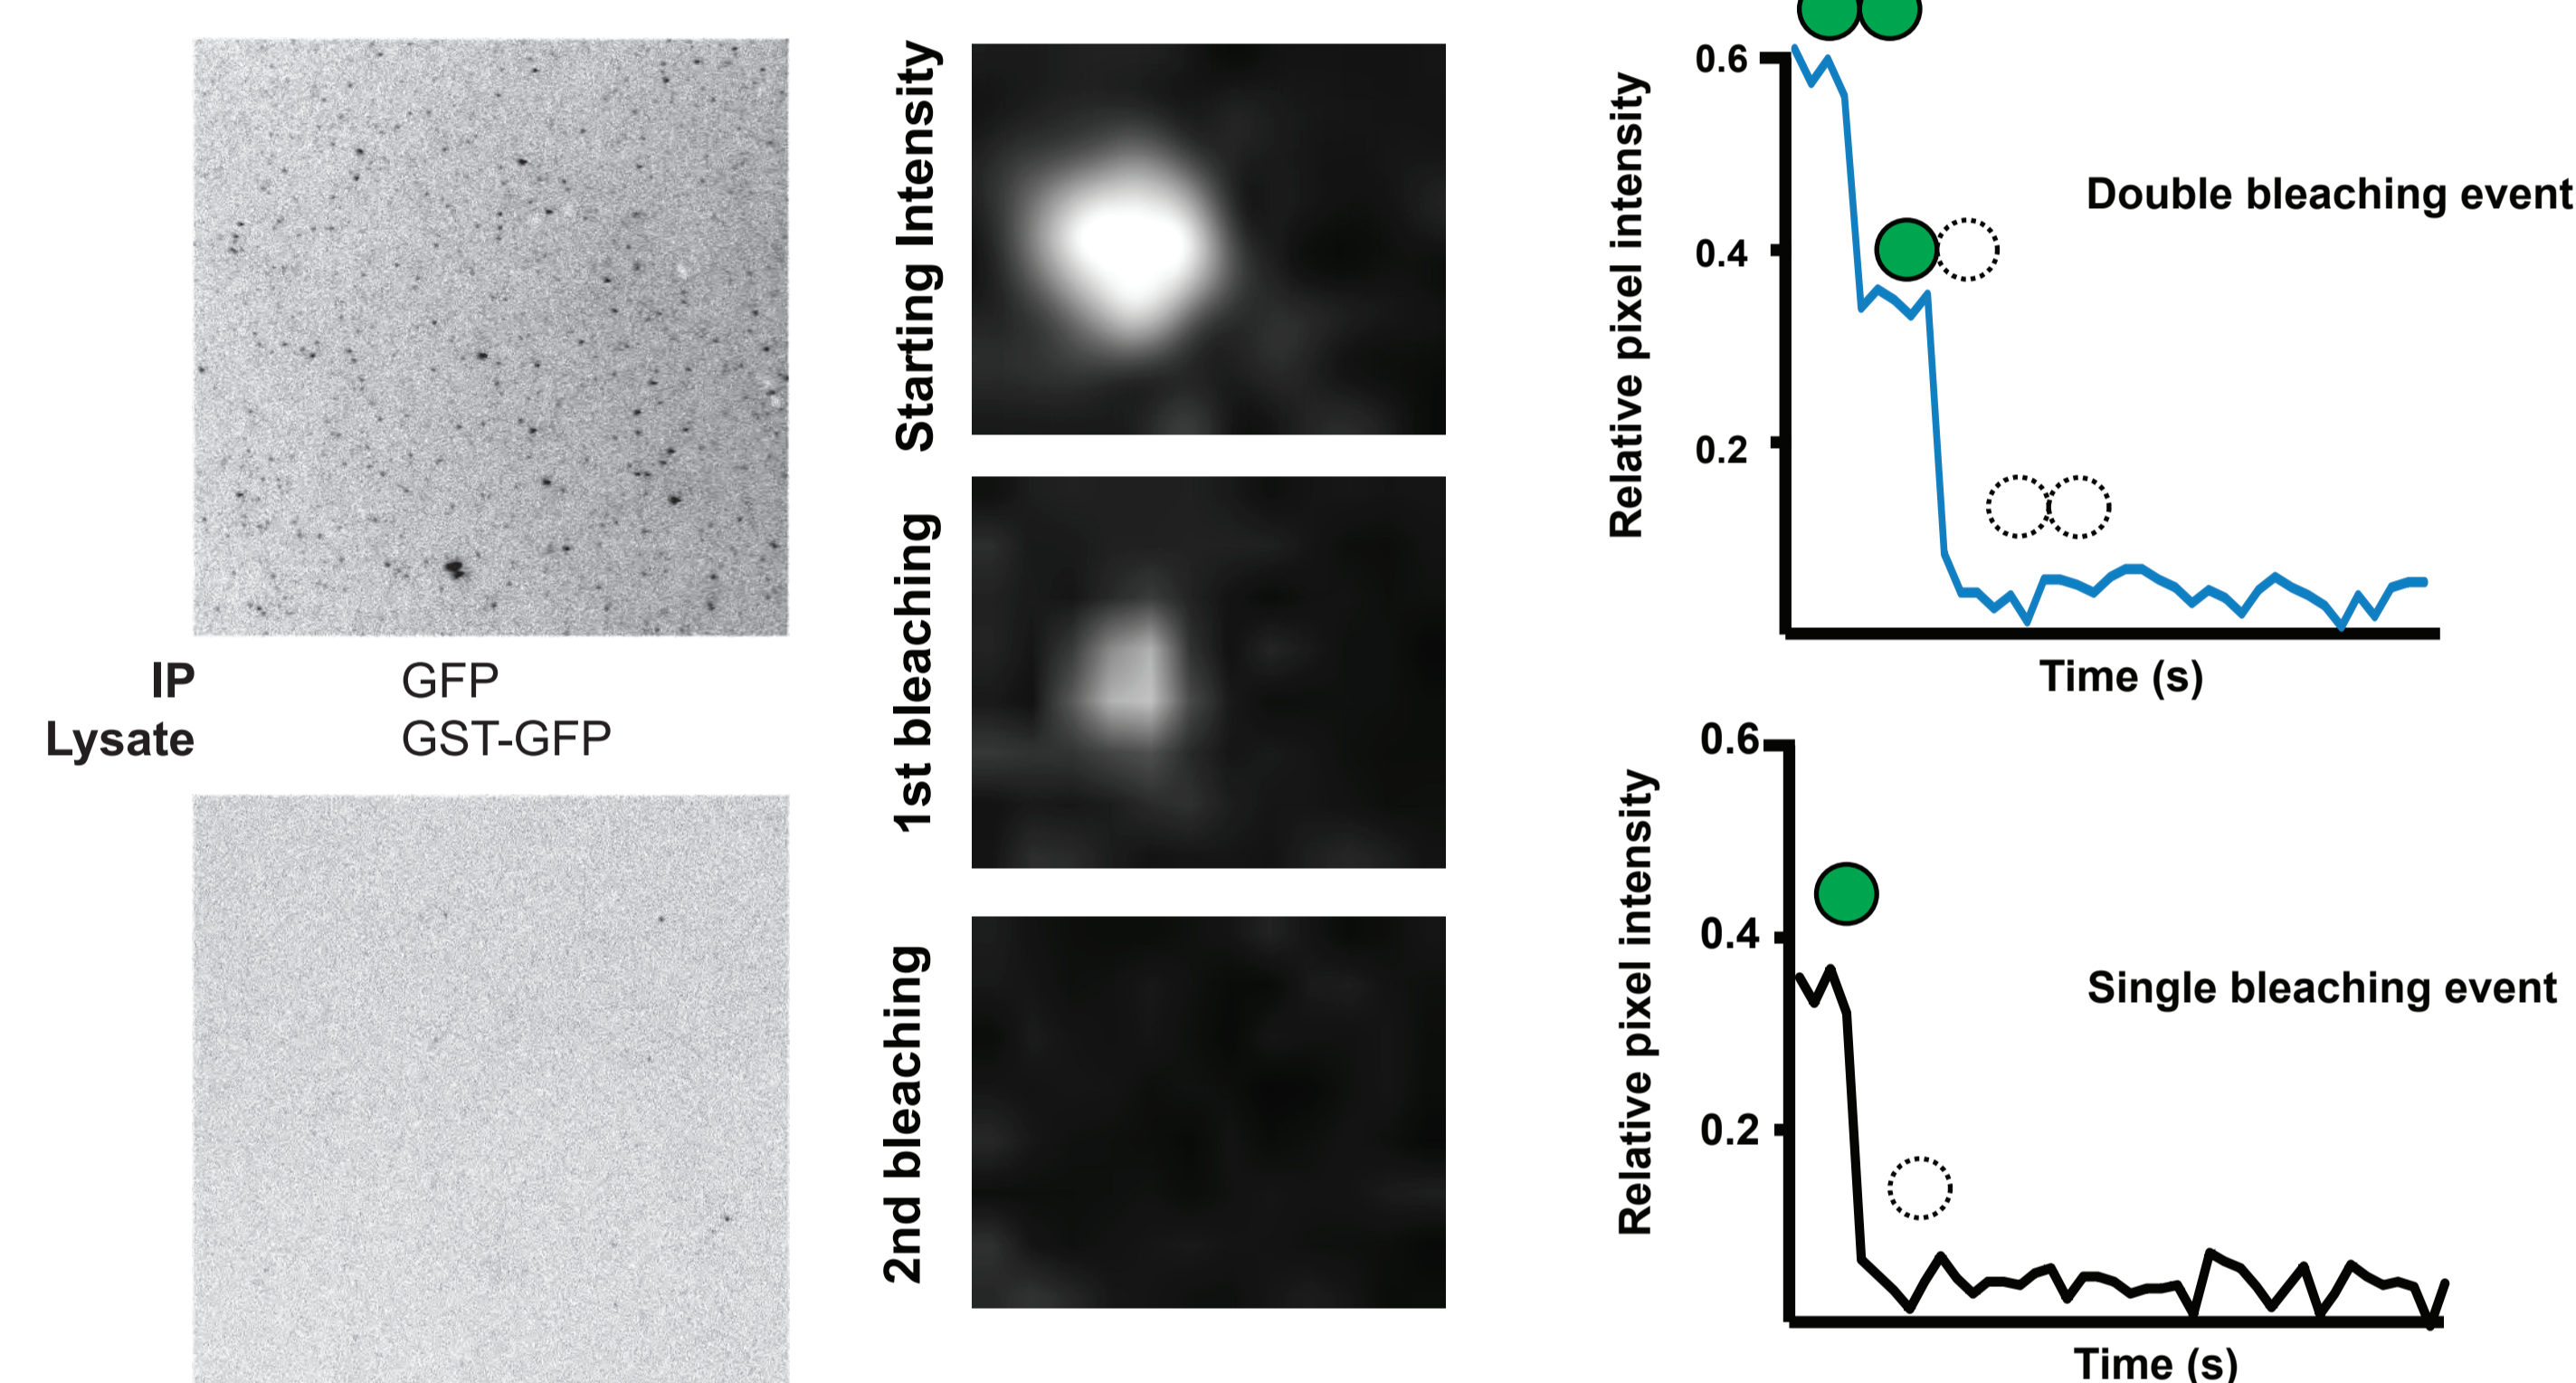 IP GFP
Lysate GST-GFP
Starting Intensity
1st bleaching
2nd bleaching
Relative pixel intensity
0.6
0.4
0.2
Double bleaching event
Time (s)
Relative pixel intensity
0.6
0.4
0.2
Single bleaching event
Time (s)